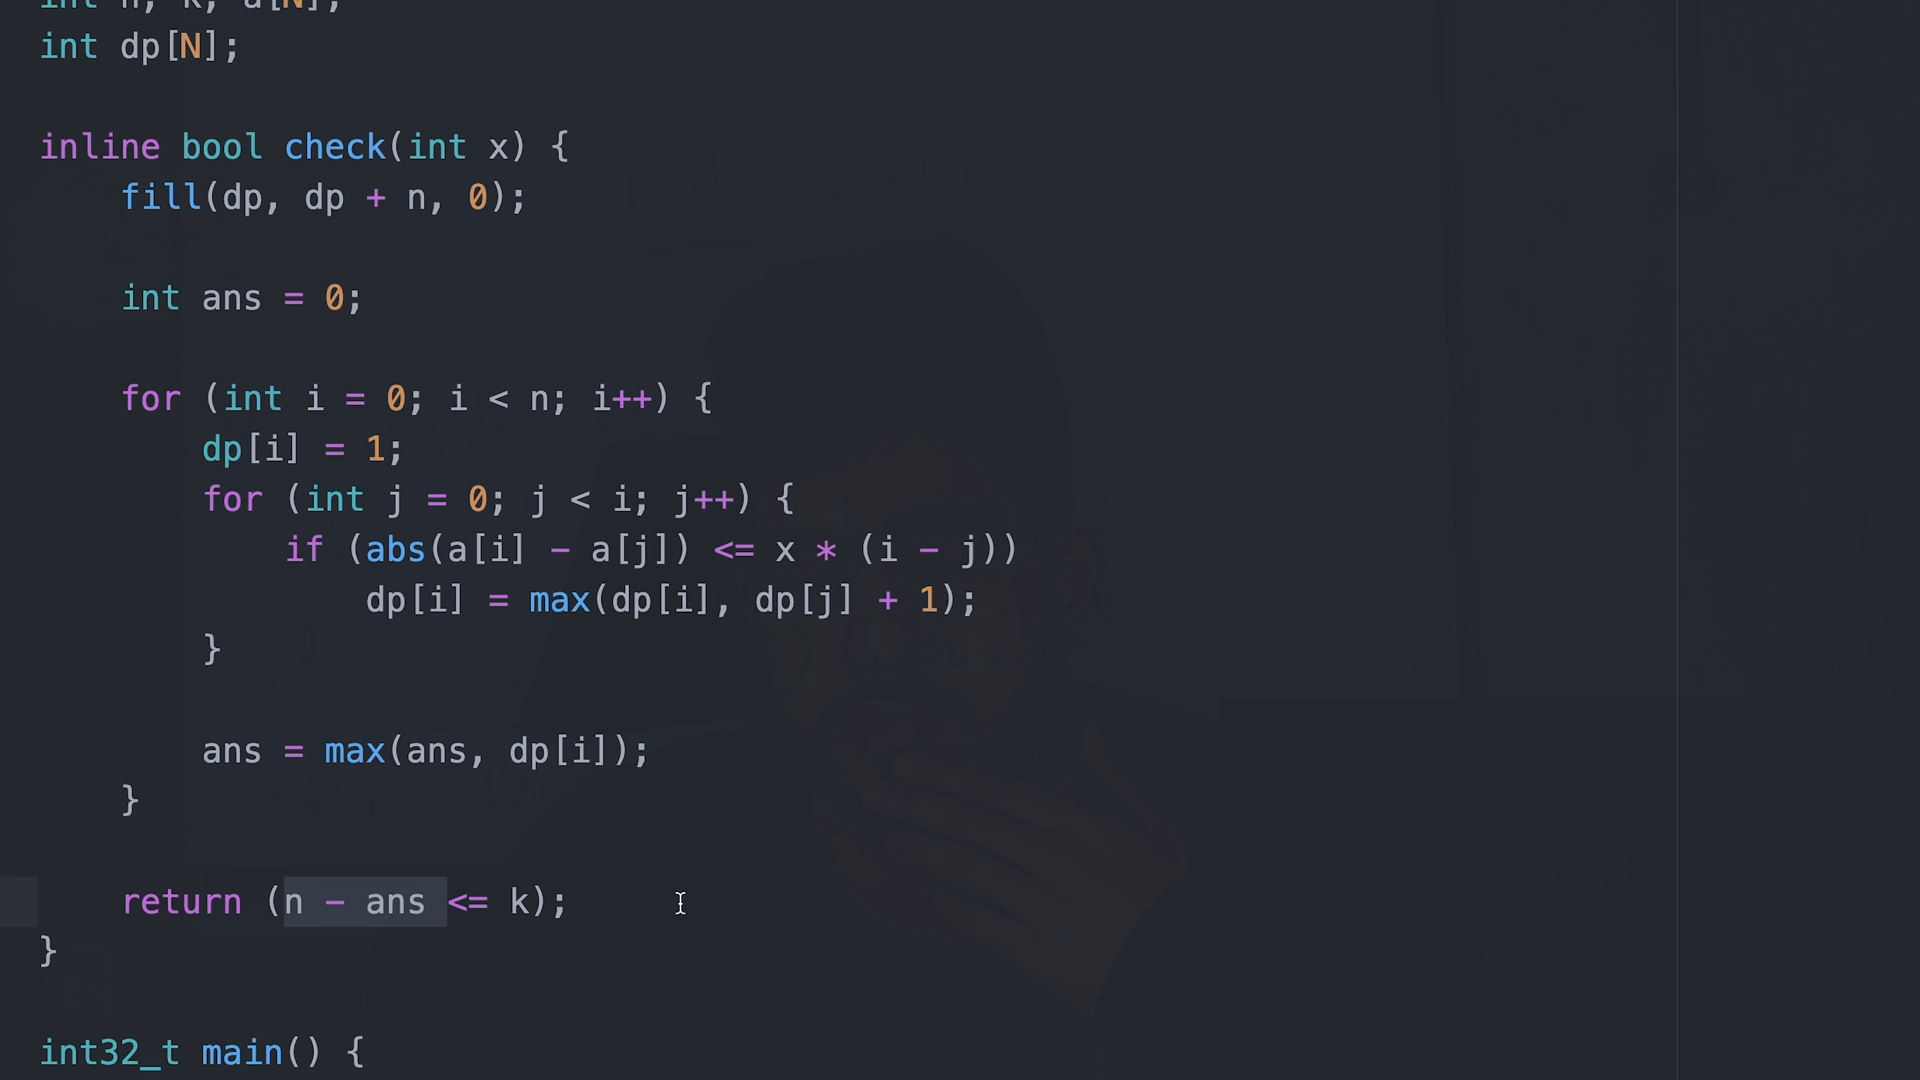 int n, k, a[N];
int dp[N];
inline bool check(int x) {
fill(dp, dp + n, 0);
int ans = 0;
for (int i = 0; i < n; i++) {
dp[i] = 1;
for (int j = 0; j < i; j++) {
if (abs(a[i] - a[j]) <= x * (i - j))
dp[i] = max(dp[i], dp[j] + 1);
}
ans = max(ans, dp[i]);
}
return (n - ans <= k);
}
int32_t main() {